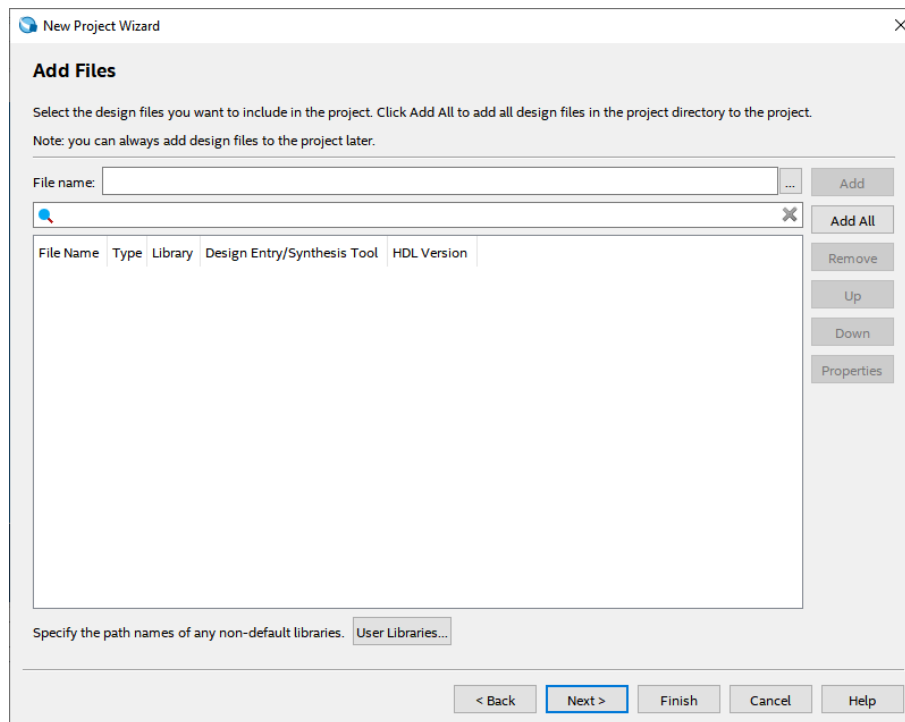 New Project Wizard
Add Files
Select the design files you want to include in the project. Click Add All to add all design files in the project directory to the project.
Note: you can always add design files to the project later.
File name: ... Add
Add All
File Name Type Library Design Entry/Synthesis Tool HDL Version
Remove
Up
Down
Properties
Specify the path names of any non-default libraries. User Libraries...
< Back Next > Finish Cancel Help